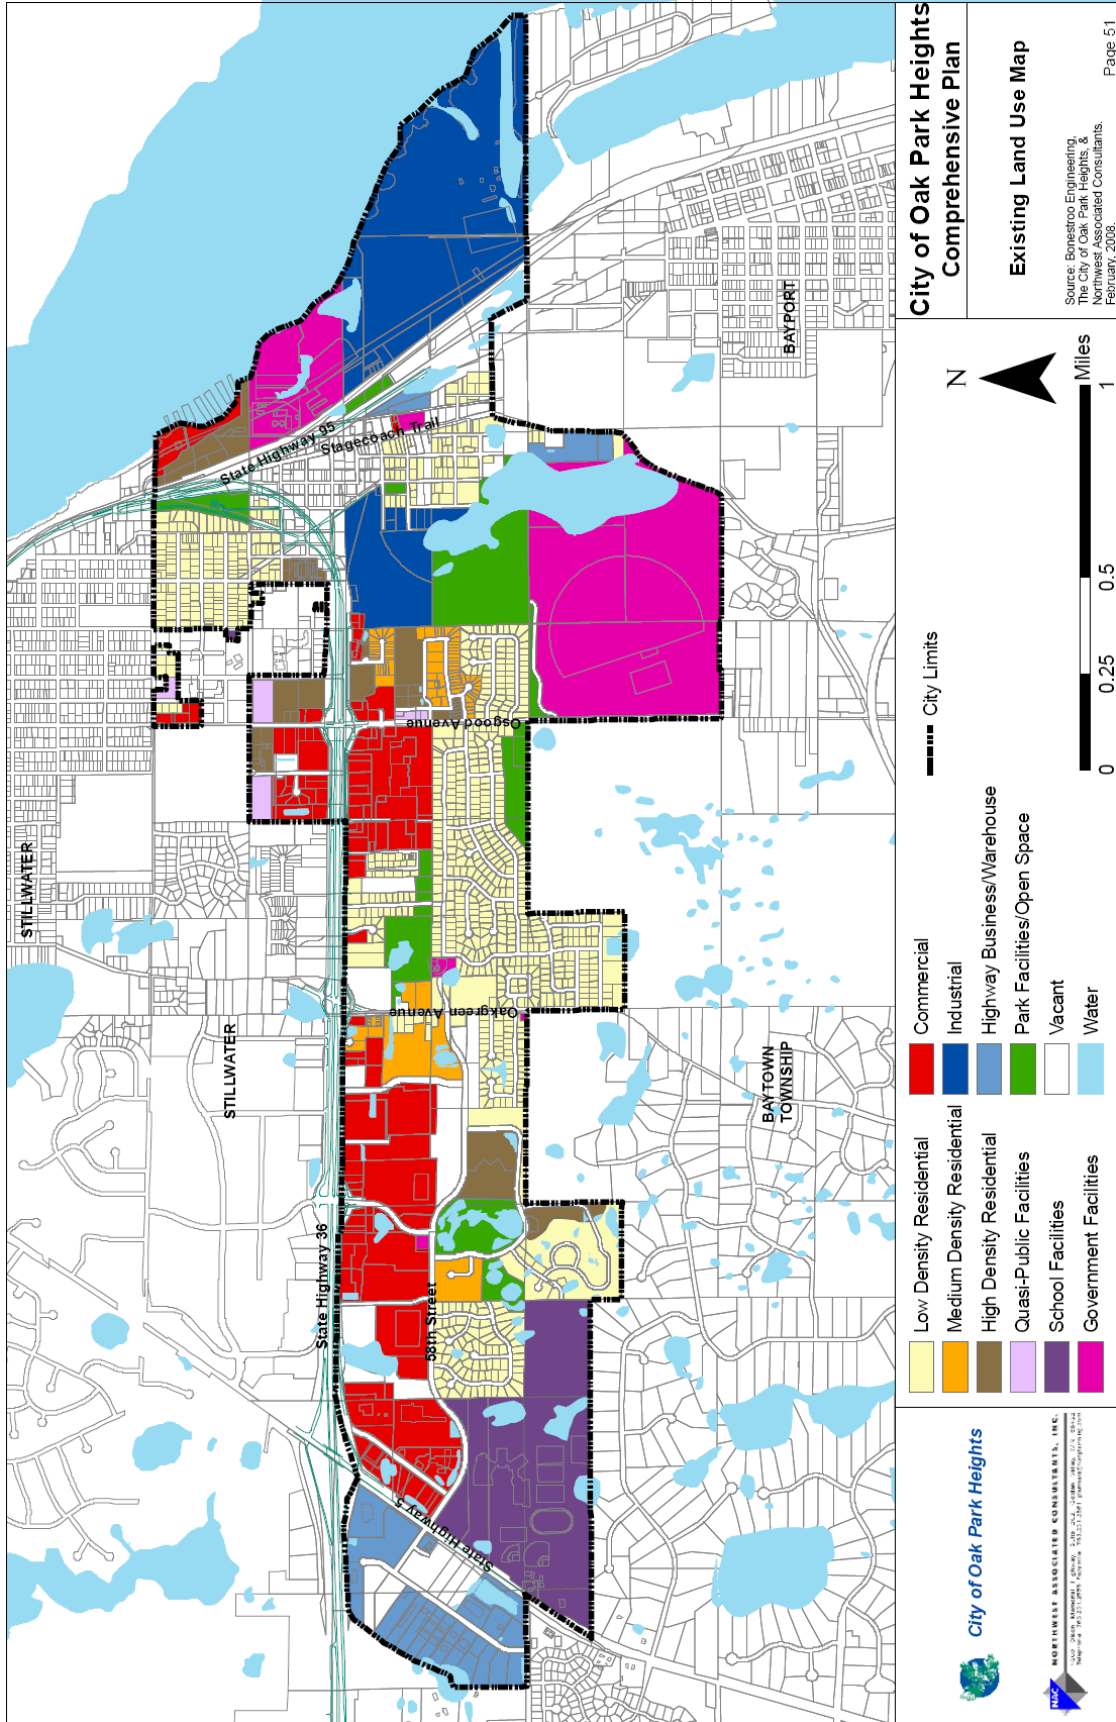 STILLWATER
STILLWATER
State Highway 36
58th Street
State Highway 5
Oakgreen Avenue
Osgood Avenue
State Highway 95
Stagecoach Trail
BAYPORT
BAYTOWN
TOWNSHIP
City of Oak Park Heights
NAC
NORTHWEST ASSOCIATED CONSULTANTS, INC.
Low Density Residential
Medium Density Residential
High Density Residential
Quasi-Public Facilities
School Facilities
Government Facilities
Commercial
Industrial
Highway Business/Warehouse
Park Facilities/Open Space
Vacant
Water
City Limits
N
0 0.25 0.5 1
Miles
City of Oak Park Heights
Comprehensive Plan
Existing Land Use Map
Source: Bonestroo Engineering,
The City of Oak Park Heights, &
Northwest Associated Consultants.
February, 2008.
Page 51